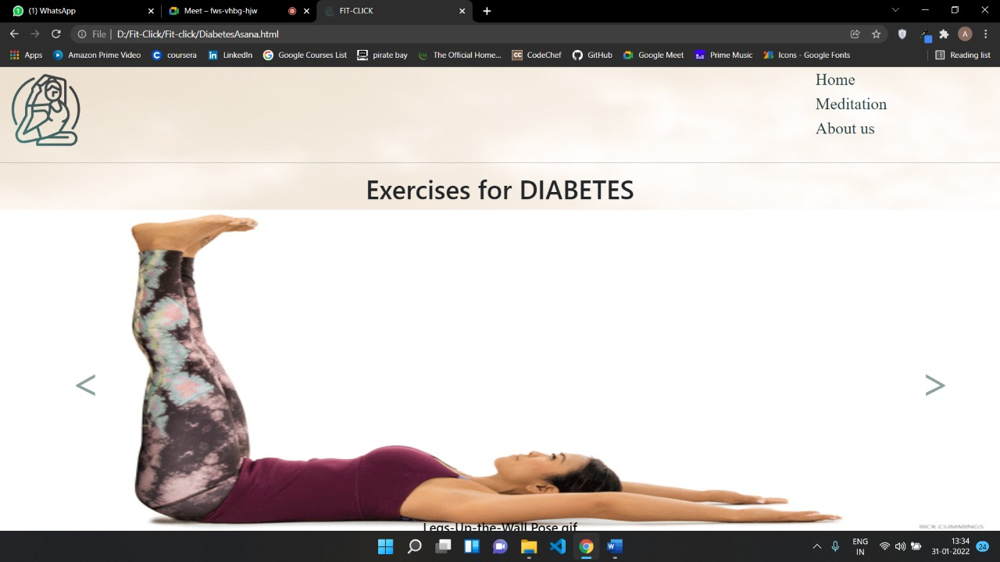 (1) WhatsApp
Meet – fws-vhbg-hjw
FIT-CLICK
File | D:/Fit-Click/Fit-click/DiabetesAsana.html
A
Apps
Amazon Prime Video
coursera
LinkedIn
Google Courses List
pirate bay
The Official Home...
CodeChef
GitHub
Google Meet
Prime Music
Icons - Google Fonts
Reading list
Home
Meditation
About us
Exercises for DIABETES
<
>
Legs-Up-the-Wall Pose gif
RICK CUMMINGS
ENG
IN
13:34
31-01-2022
24